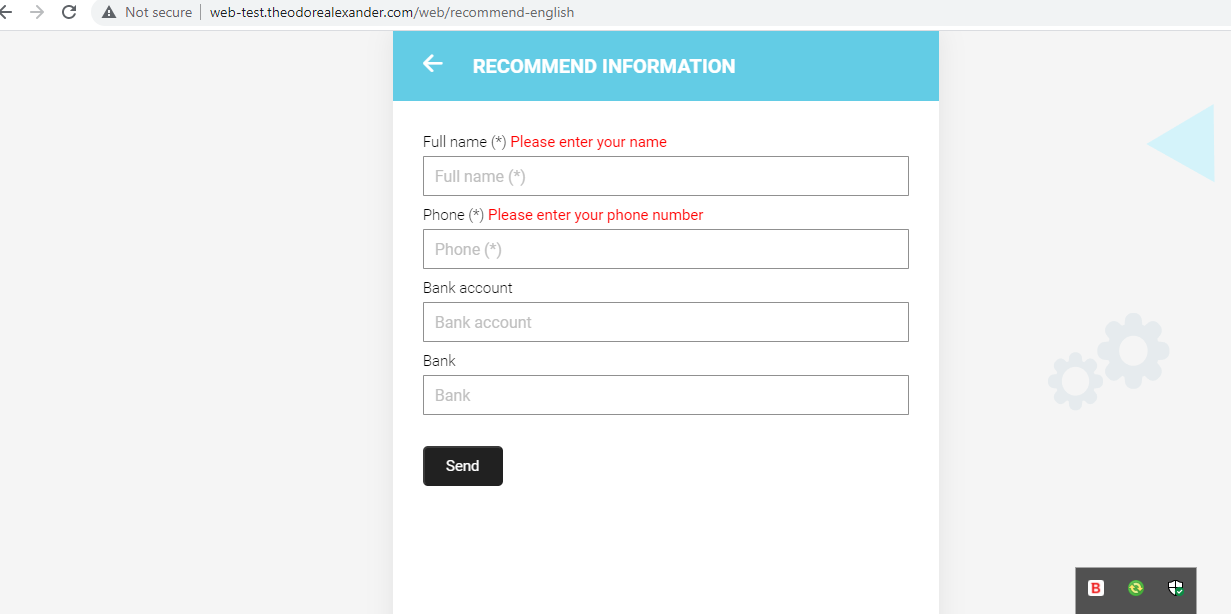 Not secure web-test.theodorealexander.com/web/recommend-english
RECOMMEND INFORMATION
Full name (*) Please enter your name
Full name (*)
Phone (*) Please enter your phone number
Phone (*)
Bank account
Bank account
Bank
Bank
Send
B